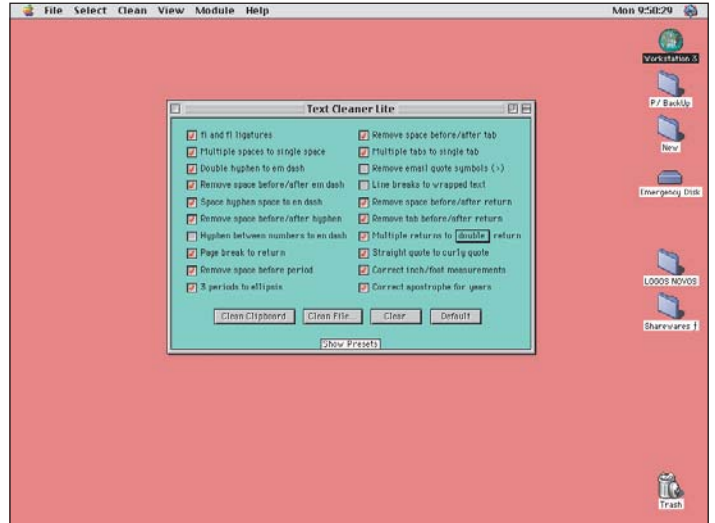 File Select Clean View Module Help Mon 9:50:29
Workstation 3
P/ BackUp
New
Emergency Disk
LOGOS NOVOS
Sharewares ƒ
Trash
Text Cleaner Lite
fi and fl ligatures
Multiple spaces to single space
Double hyphen to em dash
Remove space before/after em dash
Space hyphen space to en dash
Remove space before/after hyphen
Hyphen between numbers to en dash
Page break to return
Remove space before period
3 periods to ellipsis
Remove space before/after tab
Multiple tabs to single tab
Remove email quote symbols (>)
Line breaks to wrapped text
Remove space before/after return
Remove tab before/after return
Multiple returns to double return
Straight quote to curly quote
Correct inch/foot measurements
Correct apostrophe for years
Clean Clipboard Clean File... Clear Default
Show Presets